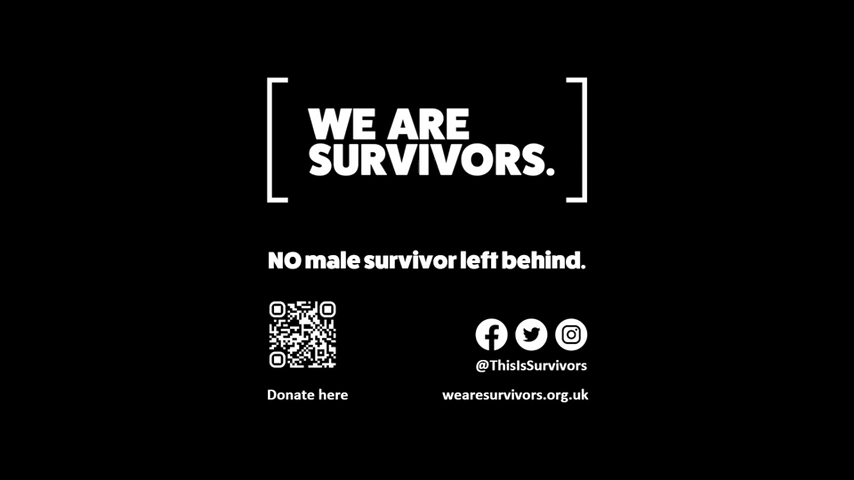 WE ARE
SURVIVORS.
NO male survivor left behind.
@ThisIsSurvivors
Donate here
wearesurvivors.org.uk